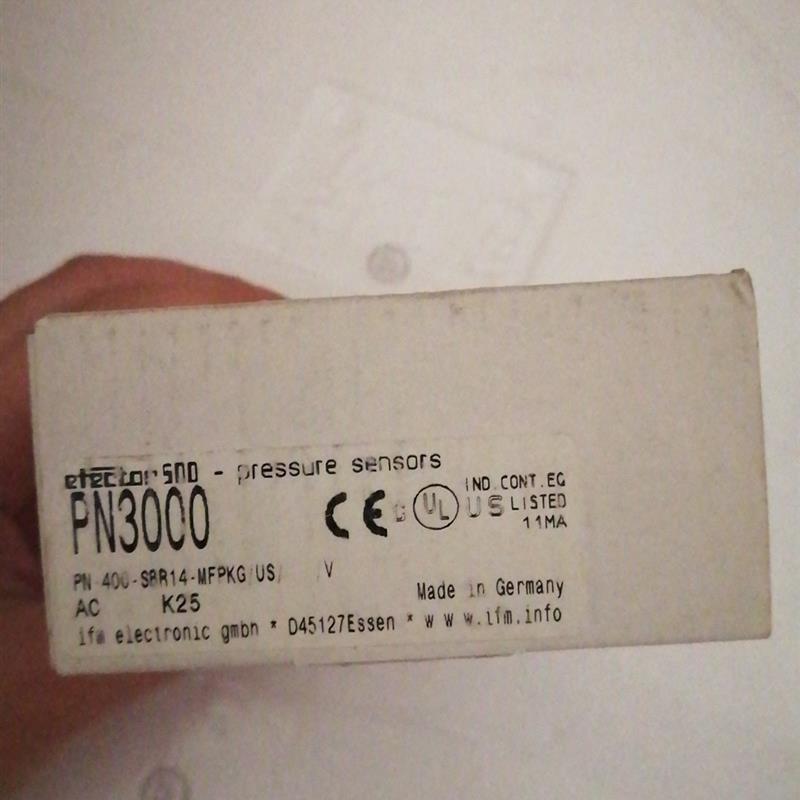 efector500 - pressure sensors
PN3000
CE c UL US IND.CONT.EQ
LISTED
11MA
PN-400-SBR14-MFPKG/US/ /V
AC K25 Made in Germany
ifm electronic gmbh * D45127Essen * w w w.ifm.info